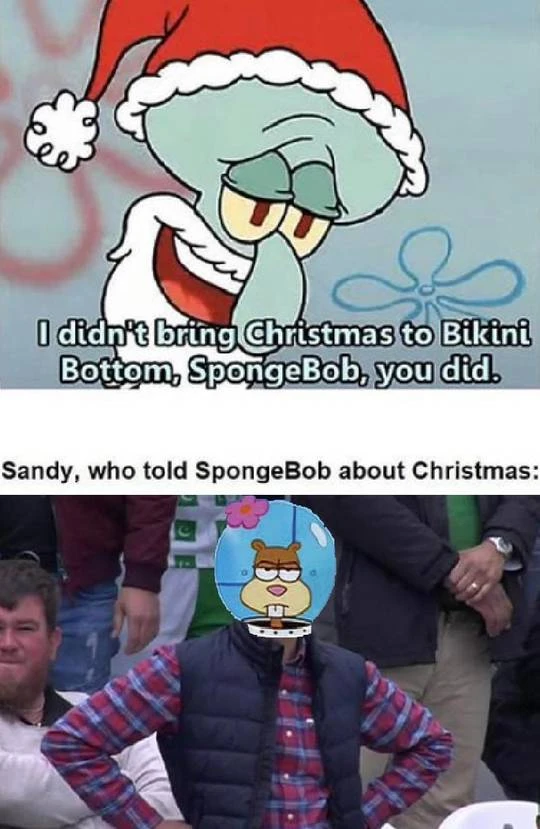 I didn't bring Christmas to Bikini
Bottom, SpongeBob, you did.
Sandy, who told SpongeBob about Christmas: